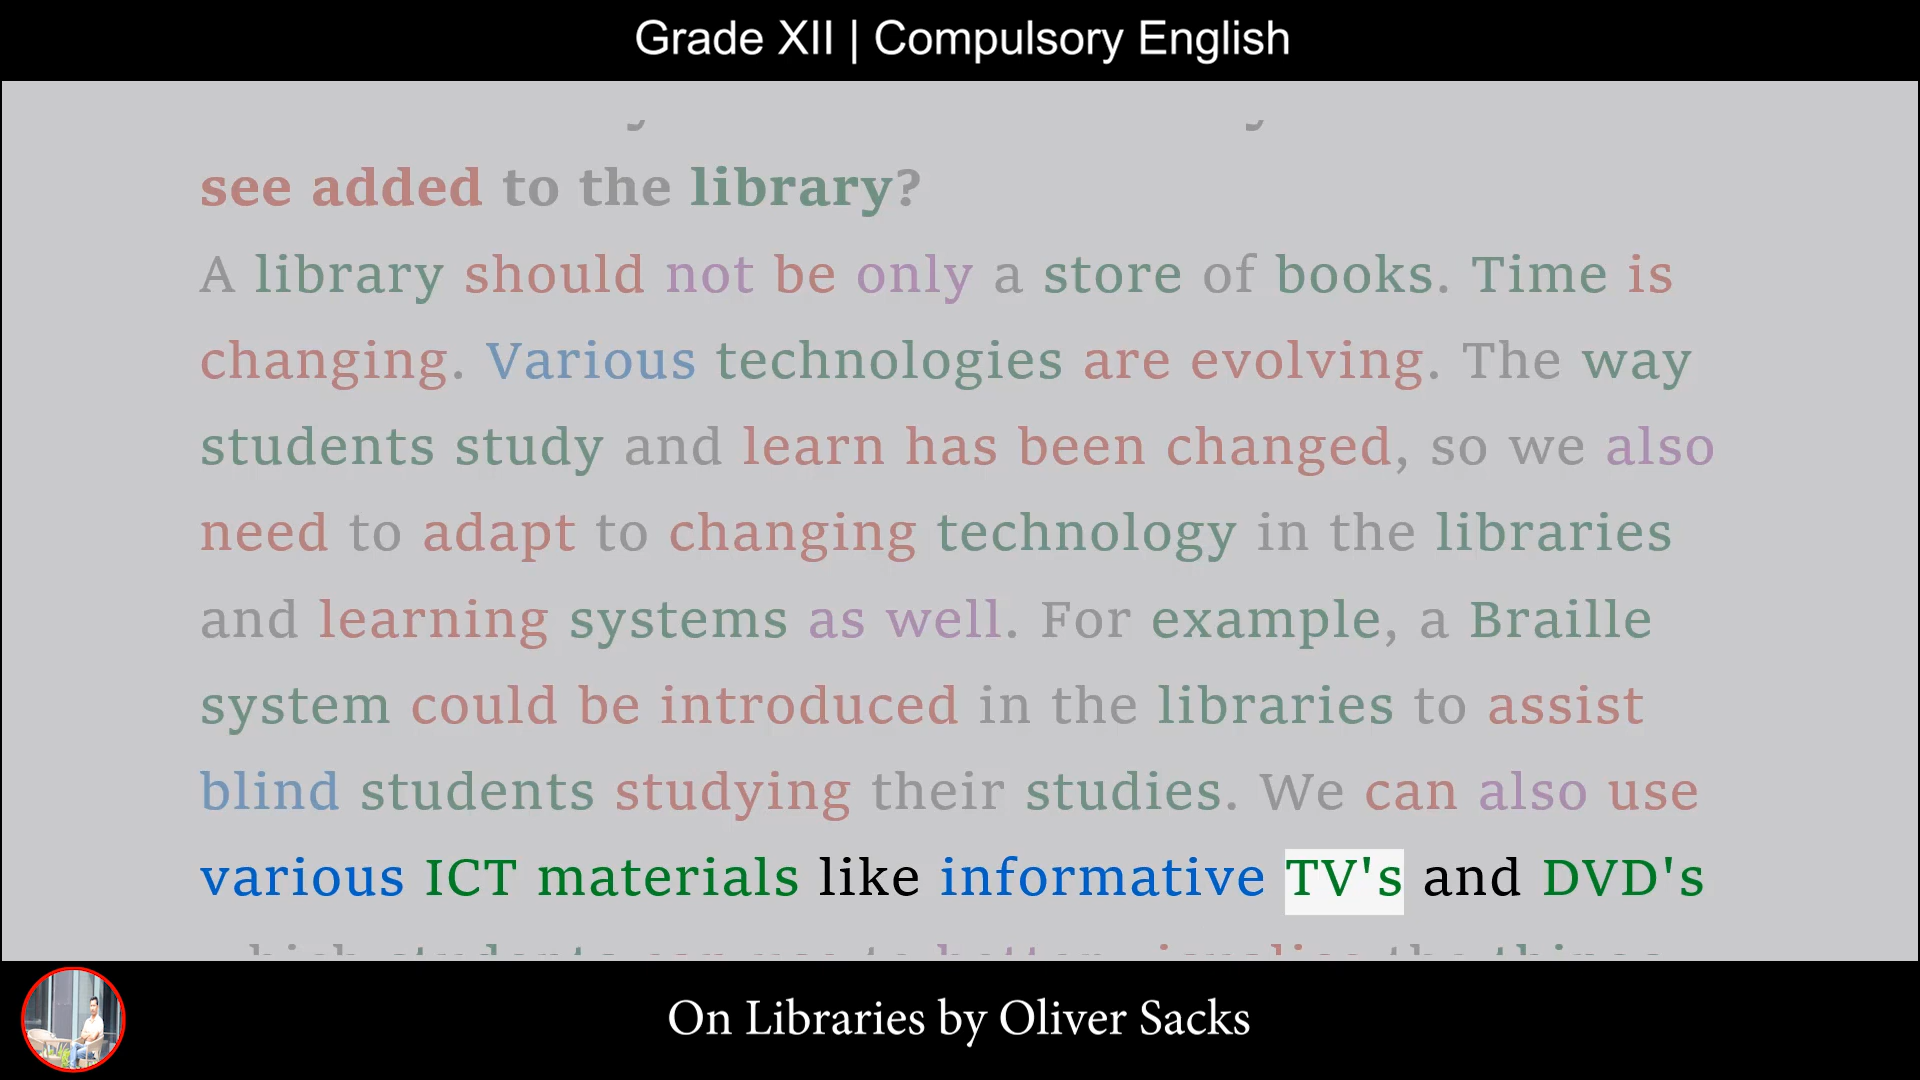 Grade XII | Compulsory English
see added to the library?
A library should not be only a store of books. Time is
changing. Various technologies are evolving. The way
students study and learn has been changed, so we also
need to adapt to changing technology in the libraries
and learning systems as well. For example, a Braille
system could be introduced in the libraries to assist
blind students studying their studies. We can also use
various ICT materials like informative TV's and DVD's
On Libraries by Oliver Sacks